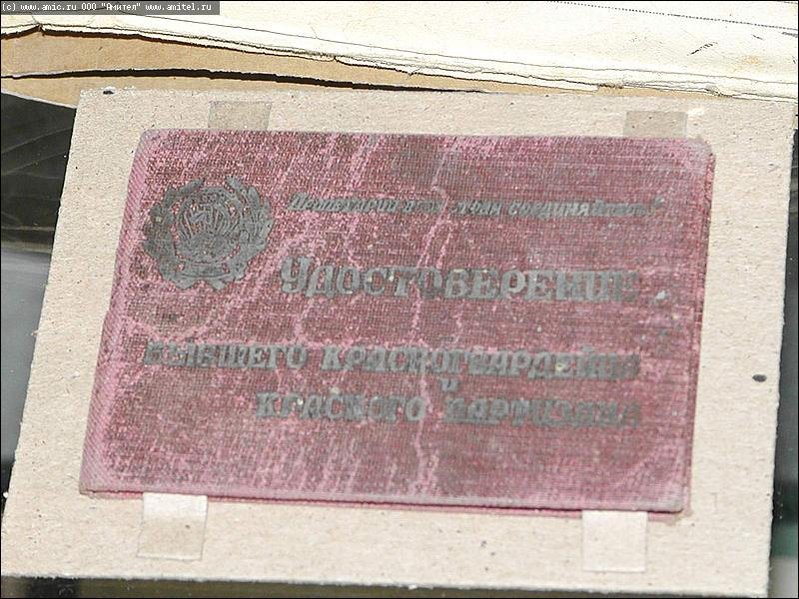 (c) www.amic.ru ООО "Амител" www.amitel.ru
Пролетарии всех стран соединяйтесь!
УДОСТОВЕРЕНИЕ
БЫВШЕГО КРАСНОГВАРДЕЙЦА
И
КРАСНОГО ПАРТИЗАНА